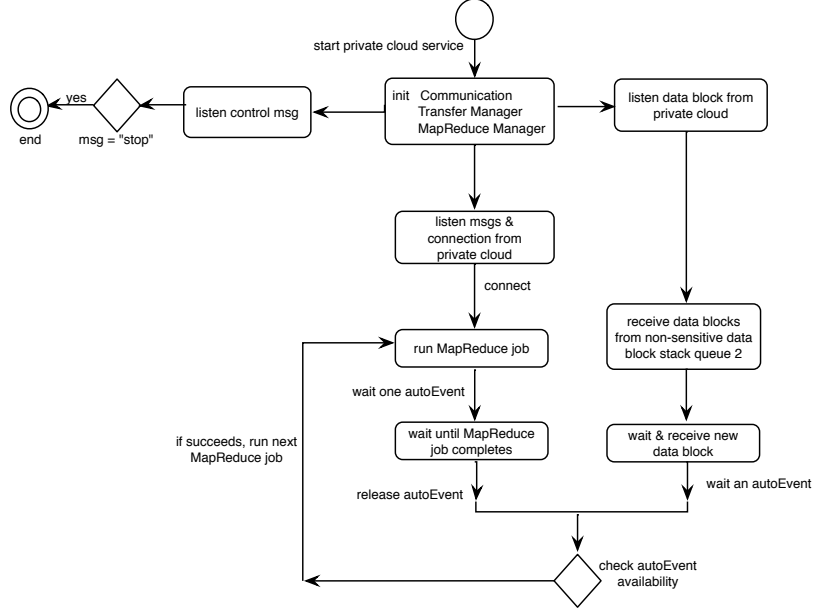 start private cloud service
init Communication
Transfer Manager
MapReduce Manager
listen control msg
yes
msg = "stop"
end
listen data block from
private cloud
listen msgs &
connection from
private cloud
connect
receive data blocks
from non-sensitive data
block stack queue 2
run MapReduce job
wait one autoEvent
wait until MapReduce
job completes
wait & receive new
data block
if succeeds, run next
MapReduce job
release autoEvent
wait an autoEvent
check autoEvent
availability